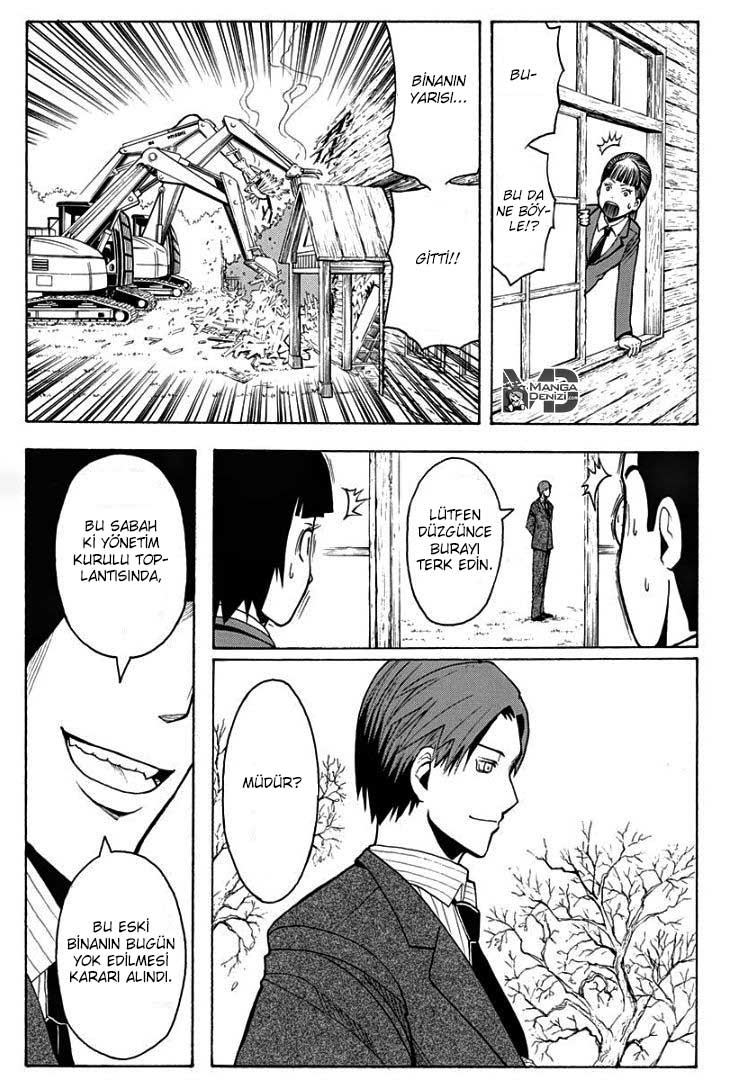 BU-
BU DA
NE BÖY-
LE!?
BİNANIN
YARISI...
GİTTİ!!
MANGA
DENİZİ.com
LÜTFEN
DÜZGÜNCE
BURAYI
TERK EDİN.
MÜDÜR?
BU SABAH
Kİ YÖNETİM
KURULU TOP-
LANTISINDA,
BU ESKİ
BİNANIN BUGÜN
YOK EDİLMESİ
KARARI ALINDI.